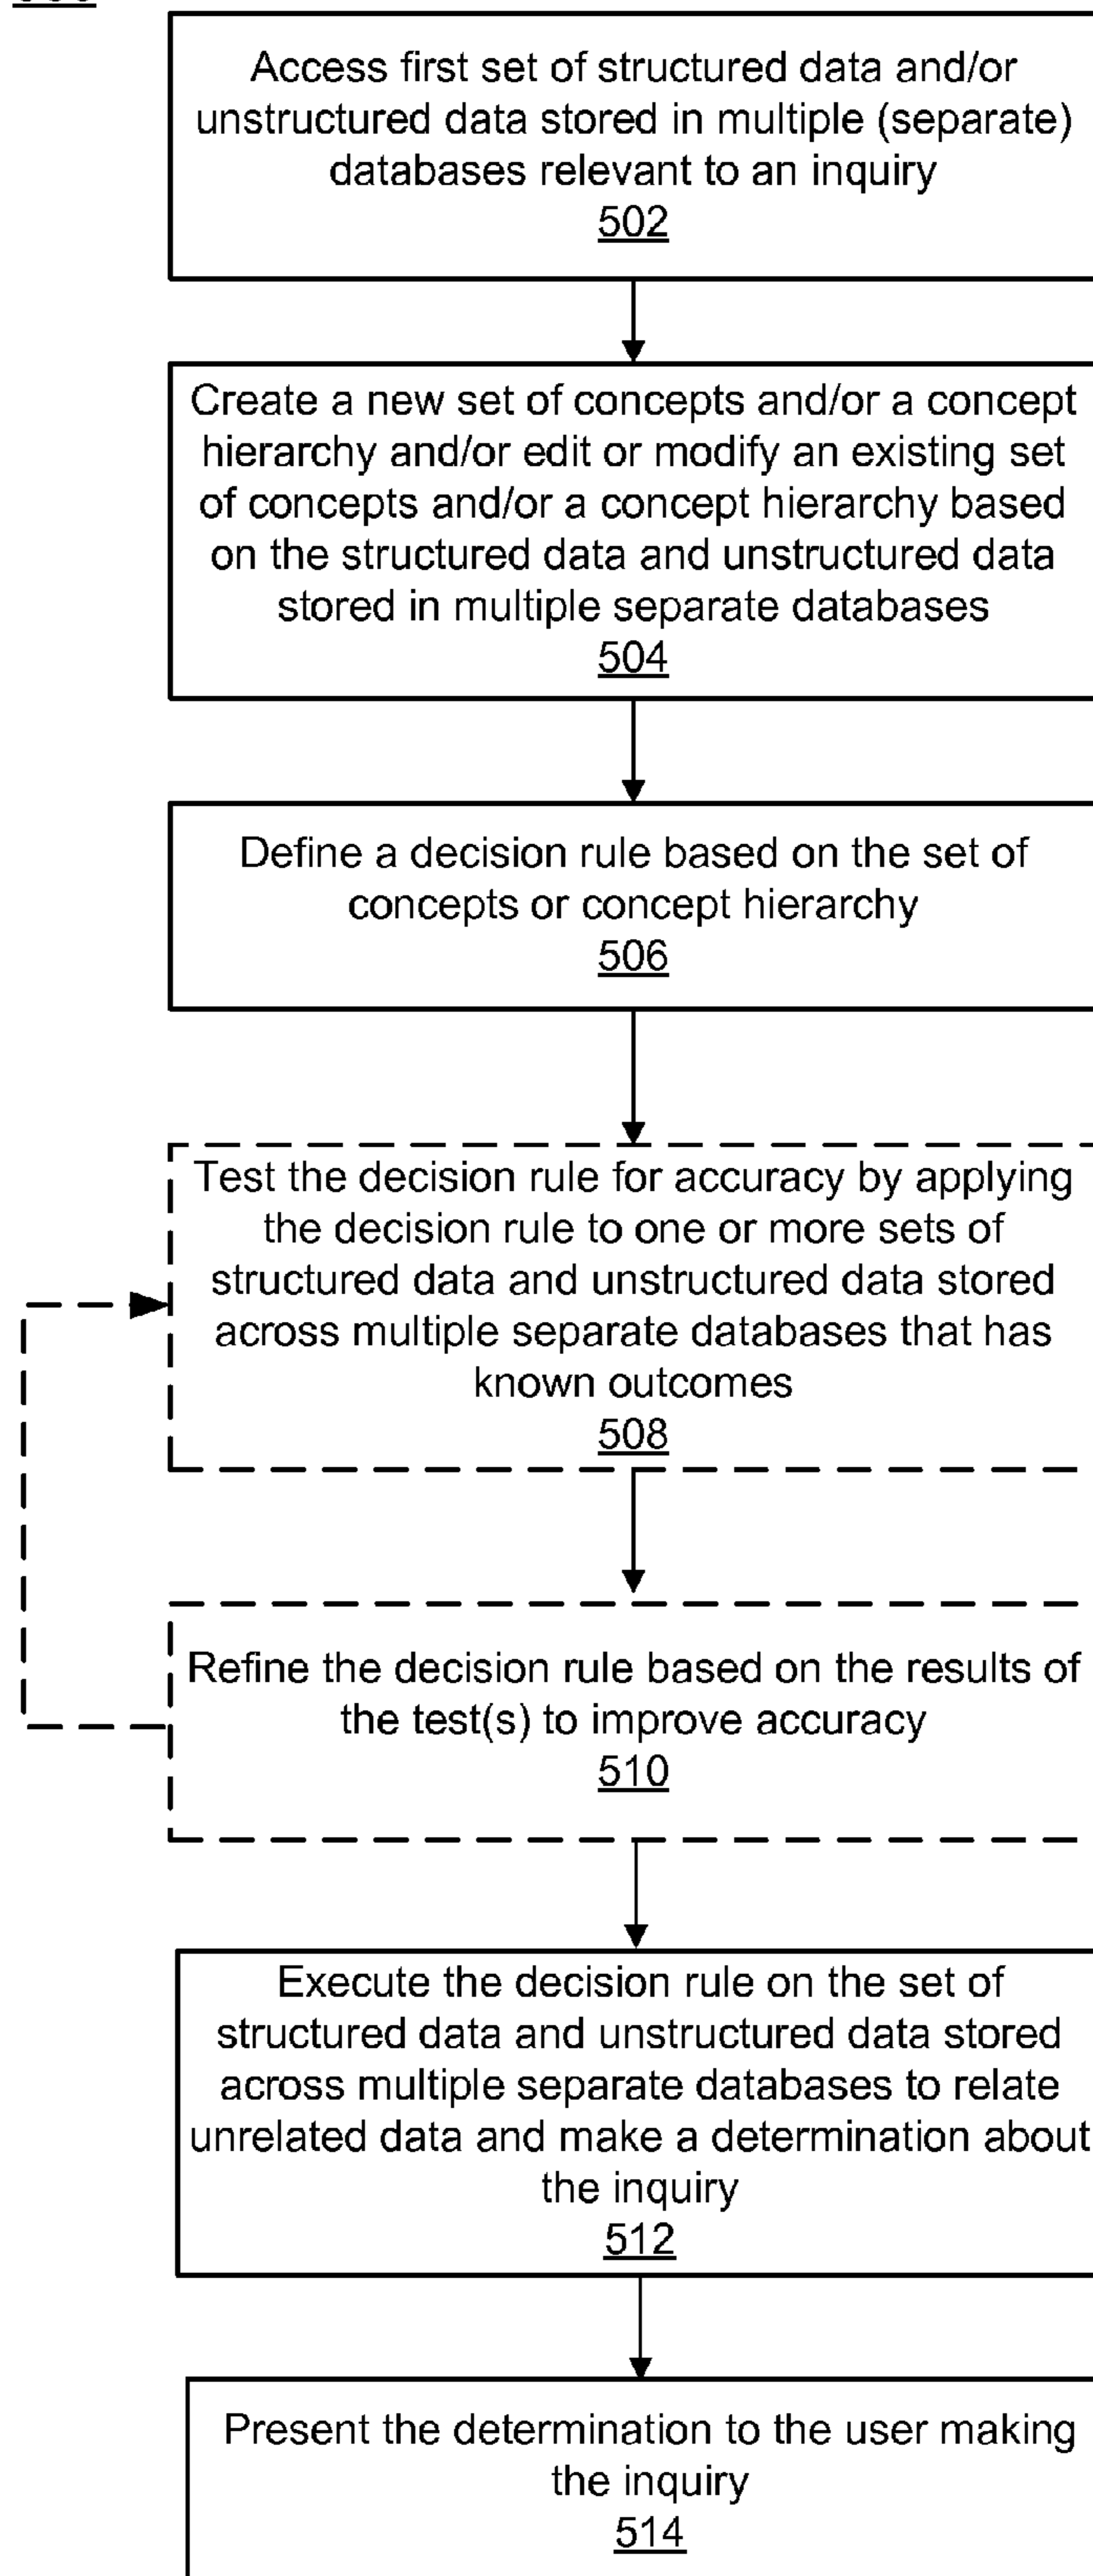 Access first set of structured data and/or
unstructured data stored in multiple (separate)
databases relevant to an inquiry
502
Create a new set of concepts and/or a concept
hierarchy and/or edit or modify an existing set
of concepts and/or a concept hierarchy based
on the structured data and unstructured data
stored in multiple separate databases
504
Define a decision rule based on the set of
concepts or concept hierarchy
506
Test the decision rule for accuracy by applying
the decision rule to one or more sets of
structured data and unstructured data stored
across multiple separate databases that has
known outcomes
508
Refine the decision rule based on the results of
the test(s) to improve accuracy
510
Execute the decision rule on the set of
structured data and unstructured data stored
across multiple separate databases to relate
unrelated data and make a determination about
the inquiry
512
Present the determination to the user making
the inquiry
514